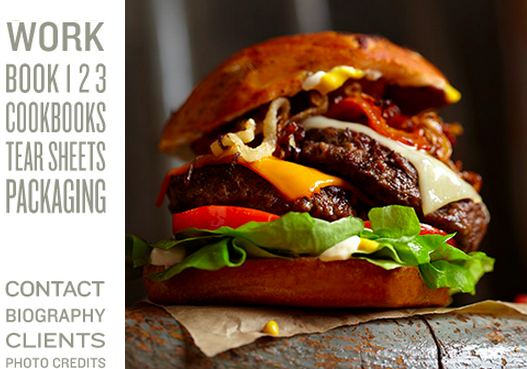 WORK
BOOK 1 2 3
COOKBOOKS
TEAR SHEETS
PACKAGING
CONTACT
BIOGRAPHY
CLIENTS
PHOTO CREDITS